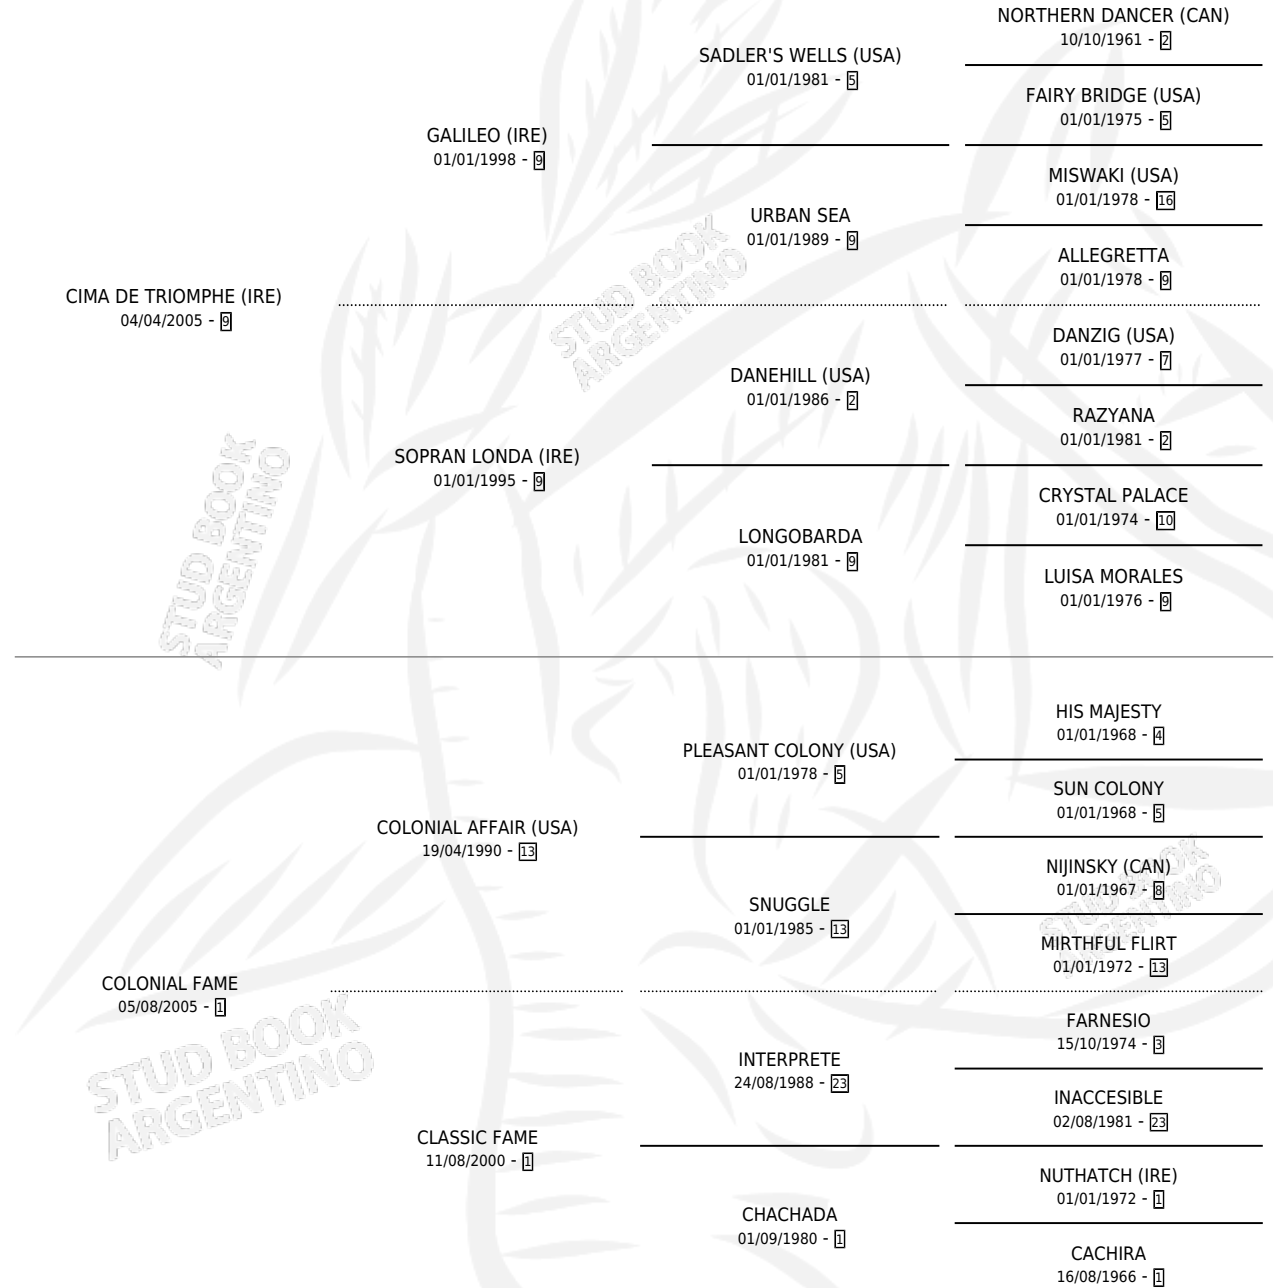 NORTHERN DANCER (CAN)
10/10/1961 - 2
SADLER'S WELLS (USA)
01/01/1981 - 5
FAIRY BRIDGE (USA)
01/01/1975 - 5
GALILEO (IRE)
01/01/1998 - 9
MISWAKI (USA)
01/01/1978 - 16
URBAN SEA
01/01/1989 - 9
ALLEGRETTA
01/01/1978 - 9
CIMA DE TRIOMPHE (IRE)
04/04/2005 - 9
DANZIG (USA)
01/01/1977 - 7
DANEHILL (USA)
01/01/1986 - 2
RAZYANA
01/01/1981 - 2
SOPRAN LONDA (IRE)
01/01/1995 - 9
CRYSTAL PALACE
01/01/1974 - 10
LONGOBARDA
01/01/1981 - 9
LUISA MORALES
01/01/1976 - 9
HIS MAJESTY
01/01/1968 - 4
PLEASANT COLONY (USA)
01/01/1978 - 5
SUN COLONY
01/01/1968 - 5
COLONIAL AFFAIR (USA)
19/04/1990 - 13
NIJINSKY (CAN)
01/01/1967 - 8
SNUGGLE
01/01/1985 - 13
MIRTHFUL FLIRT
01/01/1972 - 13
COLONIAL FAME
05/08/2005 - 1
FARNESIO
15/10/1974 - 3
INTERPRETE
24/08/1988 - 23
INACCESIBLE
02/08/1981 - 23
CLASSIC FAME
11/08/2000 - 1
NUTHATCH (IRE)
01/01/1972 - 1
CHACHADA
01/09/1980 - 1
CACHIRA
16/08/1966 - 1
STUD BOOK
ARGENTINO
STUD BOOK
ARGENTINO
STUD BOOK
ARGENTINO
STUD BOOK
ARGENTINO